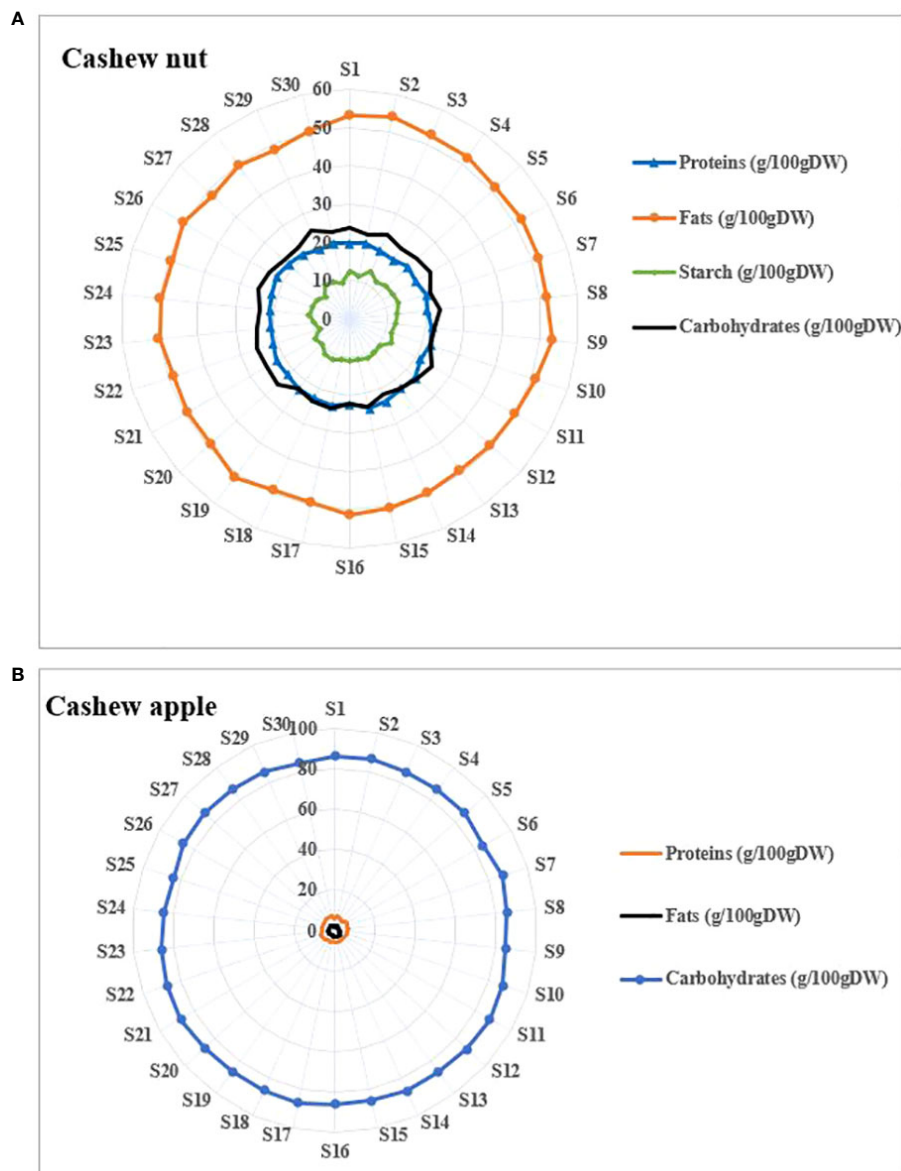 A
Cashew nut
S1
S2
S3
S4
S5
S6
S7
S8
S9
S10
S11
S12
S13
S14
S15
S16
S17
S18
S19
S20
S21
S22
S23
S24
S25
S26
S27
S28
S29
S30
60
50
40
30
20
10
0
Proteins (g/100gDW)
Fats (g/100gDW)
Starch (g/100gDW)
Carbohydrates (g/100gDW)
B
Cashew apple
S1
S2
S3
S4
S5
S6
S7
S8
S9
S10
S11
S12
S13
S14
S15
S16
S17
S18
S19
S20
S21
S22
S23
S24
S25
S26
S27
S28
S29
S30
100
80
60
40
20
0
Proteins (g/100gDW)
Fats (g/100gDW)
Carbohydrates (g/100gDW)